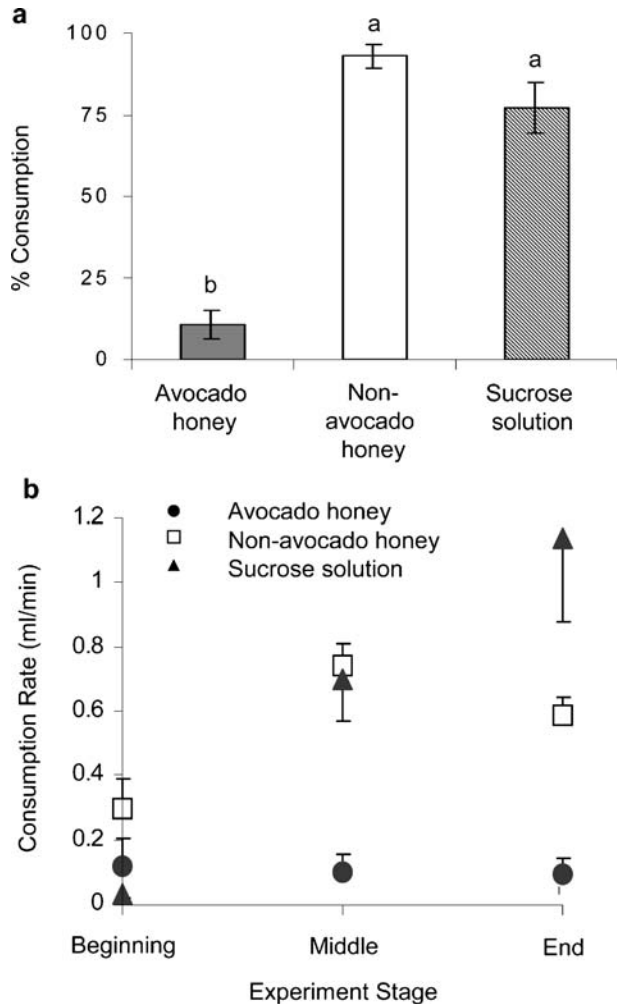 a
100
75
50
25
0
% Consumption
b
a
a
Avocado
honey
Non-
avocado
honey
Sucrose
solution
b
Avocado honey
Non-avocado honey
Sucrose solution
1.2
1
0.8
0.6
0.4
0.2
0
Consumption Rate (ml/min)
Beginning
Middle
End
Experiment Stage